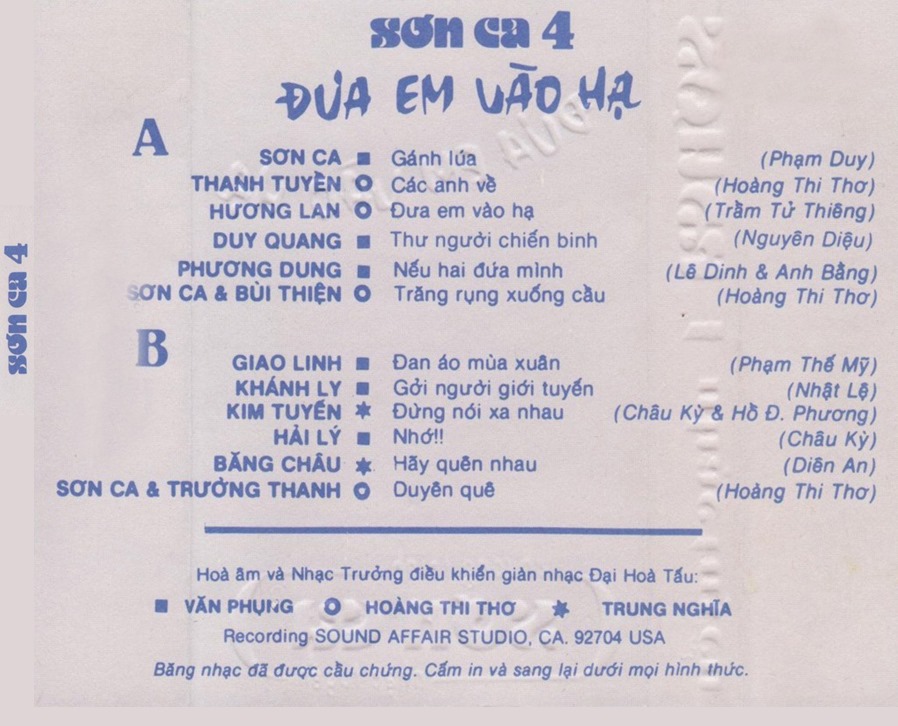 sơn ca 4
ĐƯA EM VÀO HẠ
A
SƠN CA ■ Gánh lúa (Phạm Duy)
THANH TUYỀN O Các anh về (Hoàng Thi Thơ)
HƯƠNG LAN O Đưa em vào hạ (Trầm Tử Thiêng)
DUY QUANG ■ Thư người chiến binh (Nguyên Diệu)
PHƯƠNG DUNG ■ Nếu hai đứa mình (Lê Dinh & Anh Bằng)
SƠN CA & BÙI THIỆN O Trăng rụng xuống cầu (Hoàng Thi Thơ)
B
GIAO LINH ■ Đan áo mùa xuân (Phạm Thế Mỹ)
KHÁNH LY ■ Gởi người giới tuyến (Nhật Lệ)
KIM TUYẾN ★ Đừng nói xa nhau (Châu Kỳ & Hồ Đ. Phương)
HẢI LÝ ■ Nhớ!! (Châu Kỳ)
BĂNG CHÂU ★ Hãy quên nhau (Diên An)
SƠN CA & TRƯỜNG THANH O Duyên quê (Hoàng Thi Thơ)
Hoà âm và Nhạc Trưởng điều khiển giàn nhạc Đại Hoà Tấu:
■ VĂN PHỤNG O HOÀNG THI THƠ ★ TRUNG NGHĨA
Recording SOUND AFFAIR STUDIO, CA. 92704 USA
Băng nhạc đã được cầu chứng. Cấm in và sang lại dưới mọi hình thức.
sơn ca 4